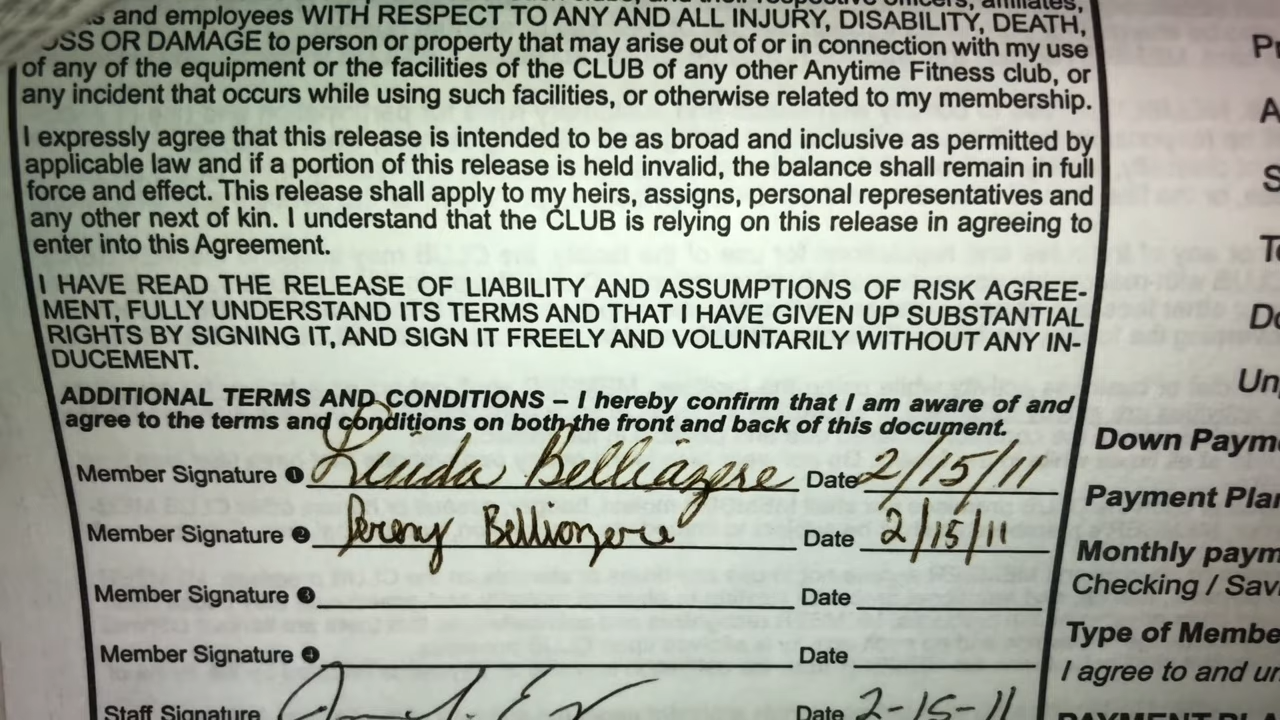 and employees WITH RESPECT TO ANY AND ALL INJURY, DISABILITY, DEATH,
LOSS OR DAMAGE to person or property that may arise out of or in connection with my use
of any of the equipment or the facilities of the CLUB of any other Anytime Fitness club, or
any incident that occurs while using such facilities, or otherwise related to my membership.
I expressly agree that this release is intended to be as broad and inclusive as permitted by
applicable law and if a portion of this release is held invalid, the balance shall remain in full
force and effect. This release shall apply to my heirs, assigns, personal representatives and
any other next of kin. I understand that the CLUB is relying on this release in agreeing to
enter into this Agreement.
I HAVE READ THE RELEASE OF LIABILITY AND ASSUMPTIONS OF RISK AGREE-
MENT, FULLY UNDERSTAND ITS TERMS AND THAT I HAVE GIVEN UP SUBSTANTIAL
RIGHTS BY SIGNING IT, AND SIGN IT FREELY AND VOLUNTARILY WITHOUT ANY IN-
DUCEMENT.
ADDITIONAL TERMS AND CONDITIONS – I hereby confirm that I am aware of and
agree to the terms and conditions on both the front and back of this document.
Member Signature ❶ Linda Date 2/15/11
Member Signature ❷ Date 2/15/11
Member Signature ❸ Date
Member Signature ❹ Date
Staff Signature Date 2-15-11
Down Paym
Payment Plan
Monthly paym
Checking / Savi
Type of Membe
I agree to and un